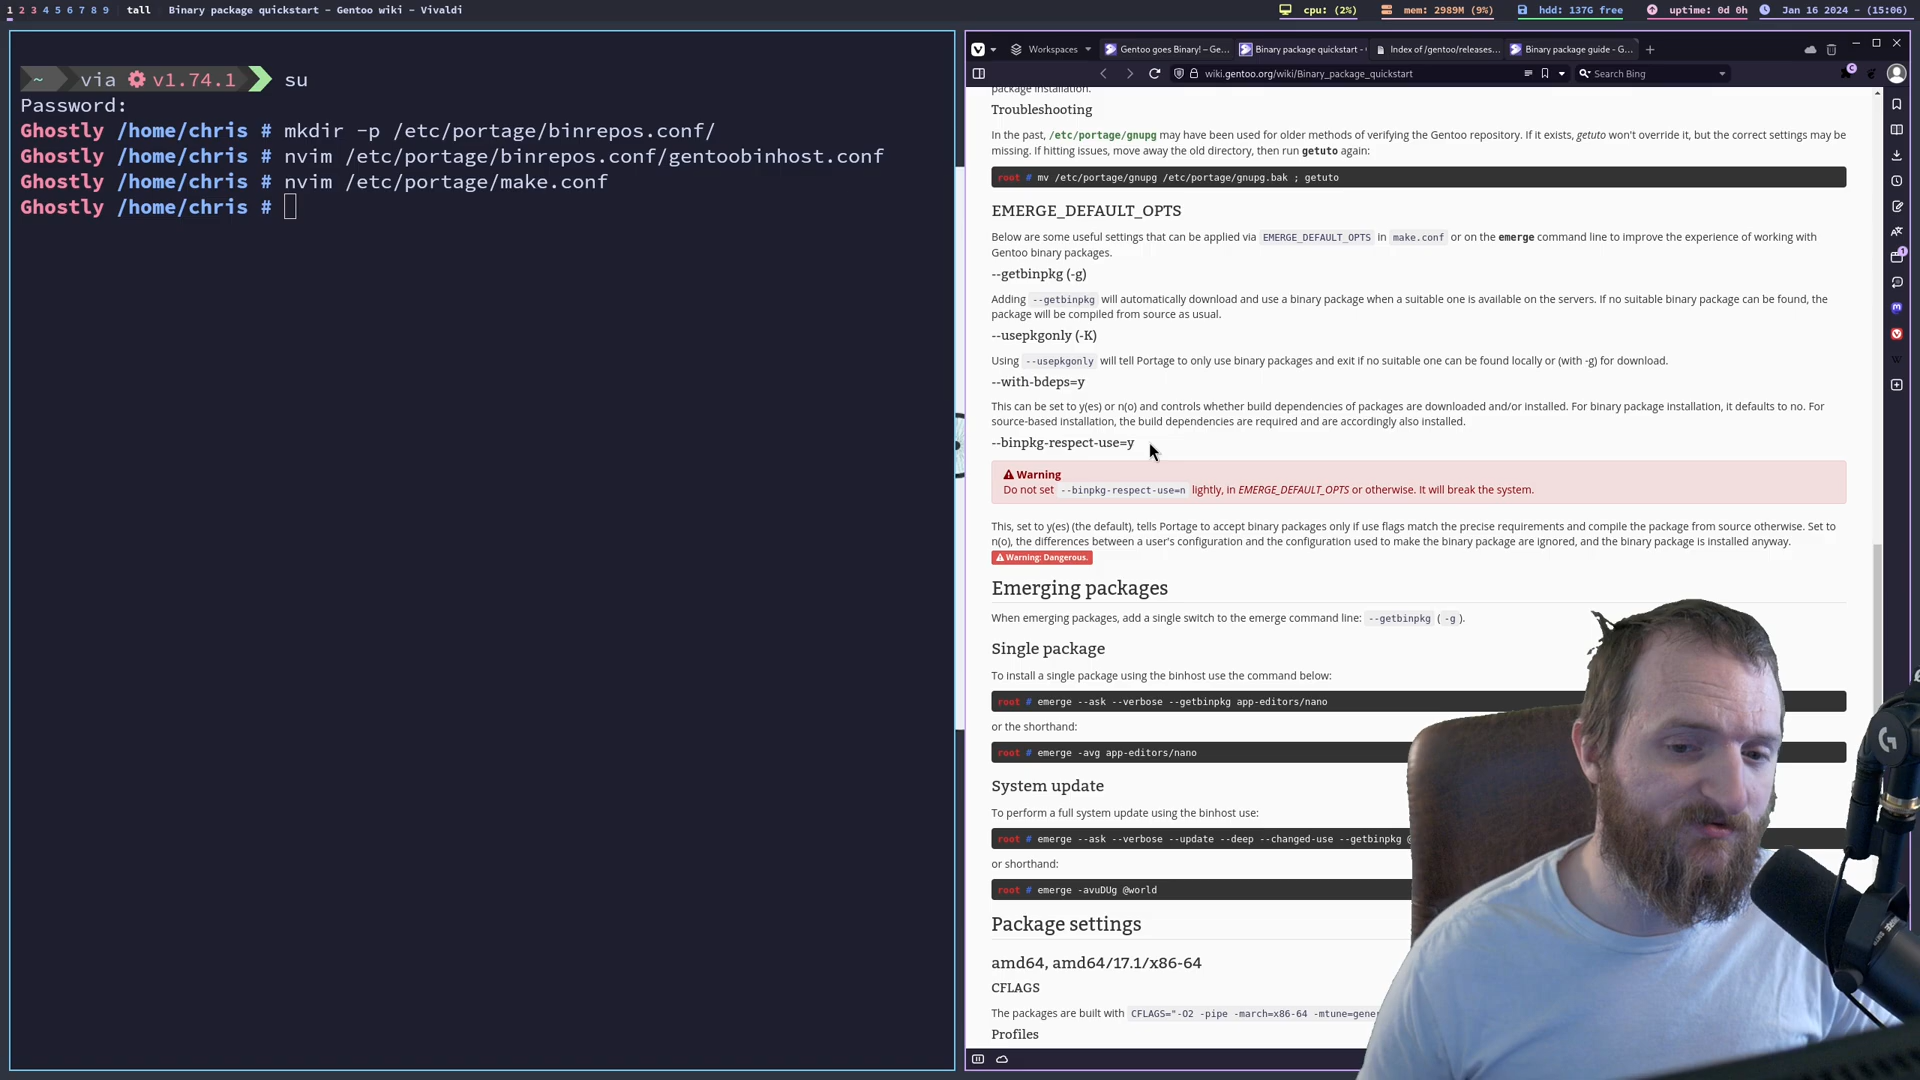 1 2 3 4 5 6 7 8 9 tall Binary package quickstart - Gentoo wiki - Vivaldi
cpu: (2%) mem: 2989M (9%) hdd: 137G free uptime: 0d 0h Jan 16 2024 - (15:06)
~ via v1.74.1 su
Password:
Ghostly /home/chris # mkdir -p /etc/portage/binrepos.conf/
Ghostly /home/chris # nvim /etc/portage/binrepos.conf/gentoobinhost.conf
Ghostly /home/chris # nvim /etc/portage/make.conf
Ghostly /home/chris #
Workspaces Gentoo goes Binary! – Ge... Binary package quickstart - Index of /gentoo/releases... Binary package guide - G...
wiki.gentoo.org/wiki/Binary_package_quickstart Search Bing
package installation.
Troubleshooting
In the past, /etc/portage/gnupg may have been used for older methods of verifying the Gentoo repository. If it exists, getuto won't override it, but the correct settings may be
missing. If hitting issues, move away the old directory, then run getuto again:
root # mv /etc/portage/gnupg /etc/portage/gnupg.bak ; getuto
EMERGE_DEFAULT_OPTS
Below are some useful settings that can be applied via EMERGE_DEFAULT_OPTS in make.conf or on the emerge command line to improve the experience of working with
Gentoo binary packages.
--getbinpkg (-g)
Adding --getbinpkg will automatically download and use a binary package when a suitable one is available on the servers. If no suitable binary package can be found, the
package will be compiled from source as usual.
--usepkgonly (-K)
Using --usepkgonly will tell Portage to only use binary packages and exit if no suitable one can be found locally or (with -g) for download.
--with-bdeps=y
This can be set to y(es) or n(o) and controls whether build dependencies of packages are downloaded and/or installed. For binary package installation, it defaults to no. For
source-based installation, the build dependencies are required and are accordingly also installed.
--binpkg-respect-use=y
Warning
Do not set --binpkg-respect-use=n lightly, in EMERGE_DEFAULT_OPTS or otherwise. It will break the system.
This, set to y(es) (the default), tells Portage to accept binary packages only if use flags match the precise requirements and compile the package from source otherwise. Set to
n(o), the differences between a user's configuration and the configuration used to make the binary package are ignored, and the binary package is installed anyway.
Warning: Dangerous.
Emerging packages
When emerging packages, add a single switch to the emerge command line: --getbinpkg ( -g ).
Single package
To install a single package using the binhost use the command below:
root # emerge --ask --verbose --getbinpkg app-editors/nano
or the shorthand:
root # emerge -avg app-editors/nano
System update
To perform a full system update using the binhost use:
root # emerge --ask --verbose --update --deep --changed-use --getbinpkg
or shorthand:
root # emerge -avuDUg @world
Package settings
amd64, amd64/17.1/x86-64
CFLAGS
The packages are built with CFLAGS="-O2 -pipe -march=x86-64 -mtune=gene
Profiles